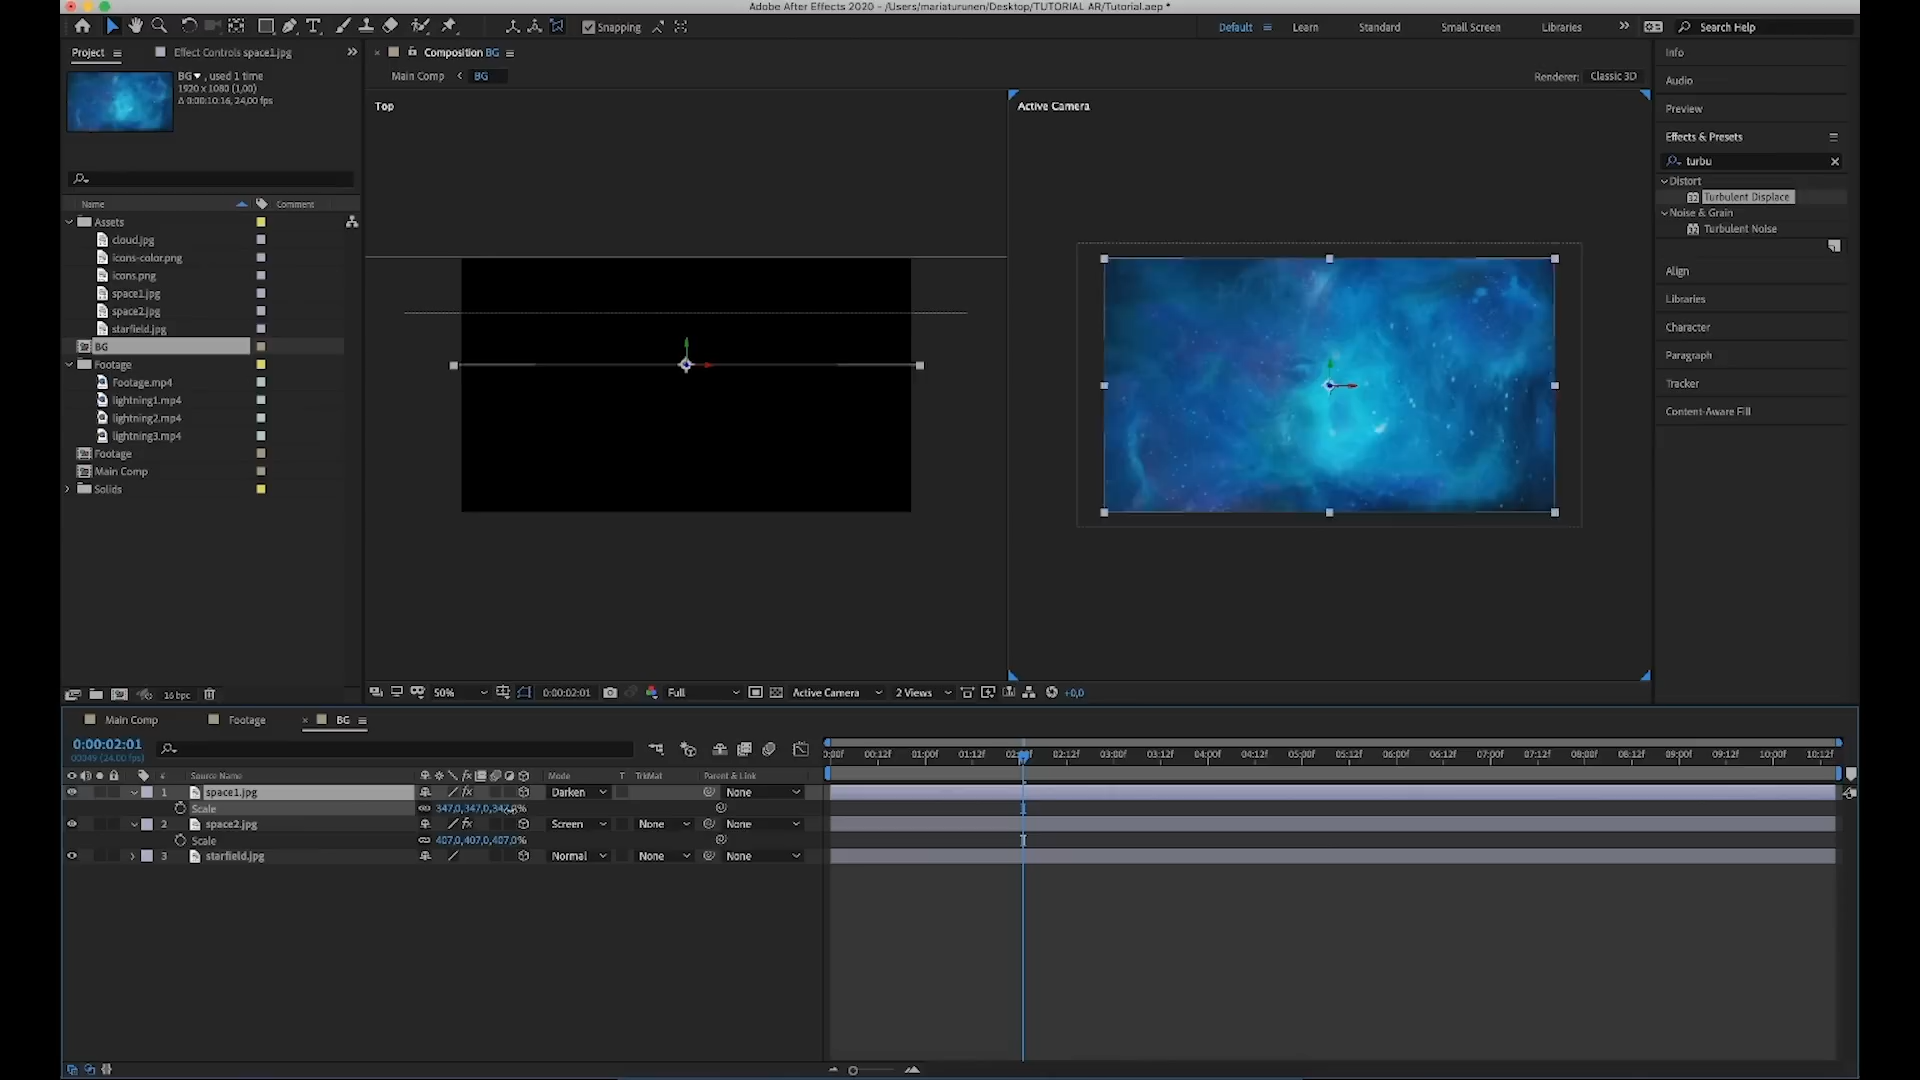 Adobe After Effects 2020 – /Users/mariaturunen/Desktop/TUTORIAL AR/Tutorial.aep *
Snapping
Default
Learn
Standard
Small Screen
Libraries
Search Help
Project
Effect Controls space1.jpg
Composition BG
Main Comp
BG
Renderer:
Classic 3D
BG , used 1 time
1920 x 1080 (1,00)
Δ 0:00:10:16, 24,00 fps
Top
Active Camera
Info
Audio
Preview
Effects & Presets
turbu
Distort
Turbulent Displace
Noise & Grain
Turbulent Noise
Align
Libraries
Character
Paragraph
Tracker
Content-Aware Fill
Name
Comment
Assets
cloud.jpg
icons-color.png
icons.png
space1.jpg
space2.jpg
starfield.jpg
BG
Footage
Footage.mp4
lightning1.mp4
lightning2.mp4
lightning3.mp4
Footage
Main Comp
Solids
16 bpc
50%
0:00:02:01
Full
Active Camera
2 Views
+0,0
Main Comp
Footage
BG
0:00:02:01
00049 (24.00 fps)
00:12f 01:00f 01:12f 02:12f 03:00f 03:12f 04:00f 04:12f 05:00f 05:12f 06:00f 06:12f 07:00f 07:12f 08:00f 08:12f 09:00f 09:12f 10:00f 10:12f
# Source Name Mode T TrkMat Parent & Link
1 space1.jpg Darken None
Scale 347,0,347,0,347,0%
2 space2.jpg Screen None None
Scale 407,0,407,0,407,0%
3 starfield.jpg Normal None None